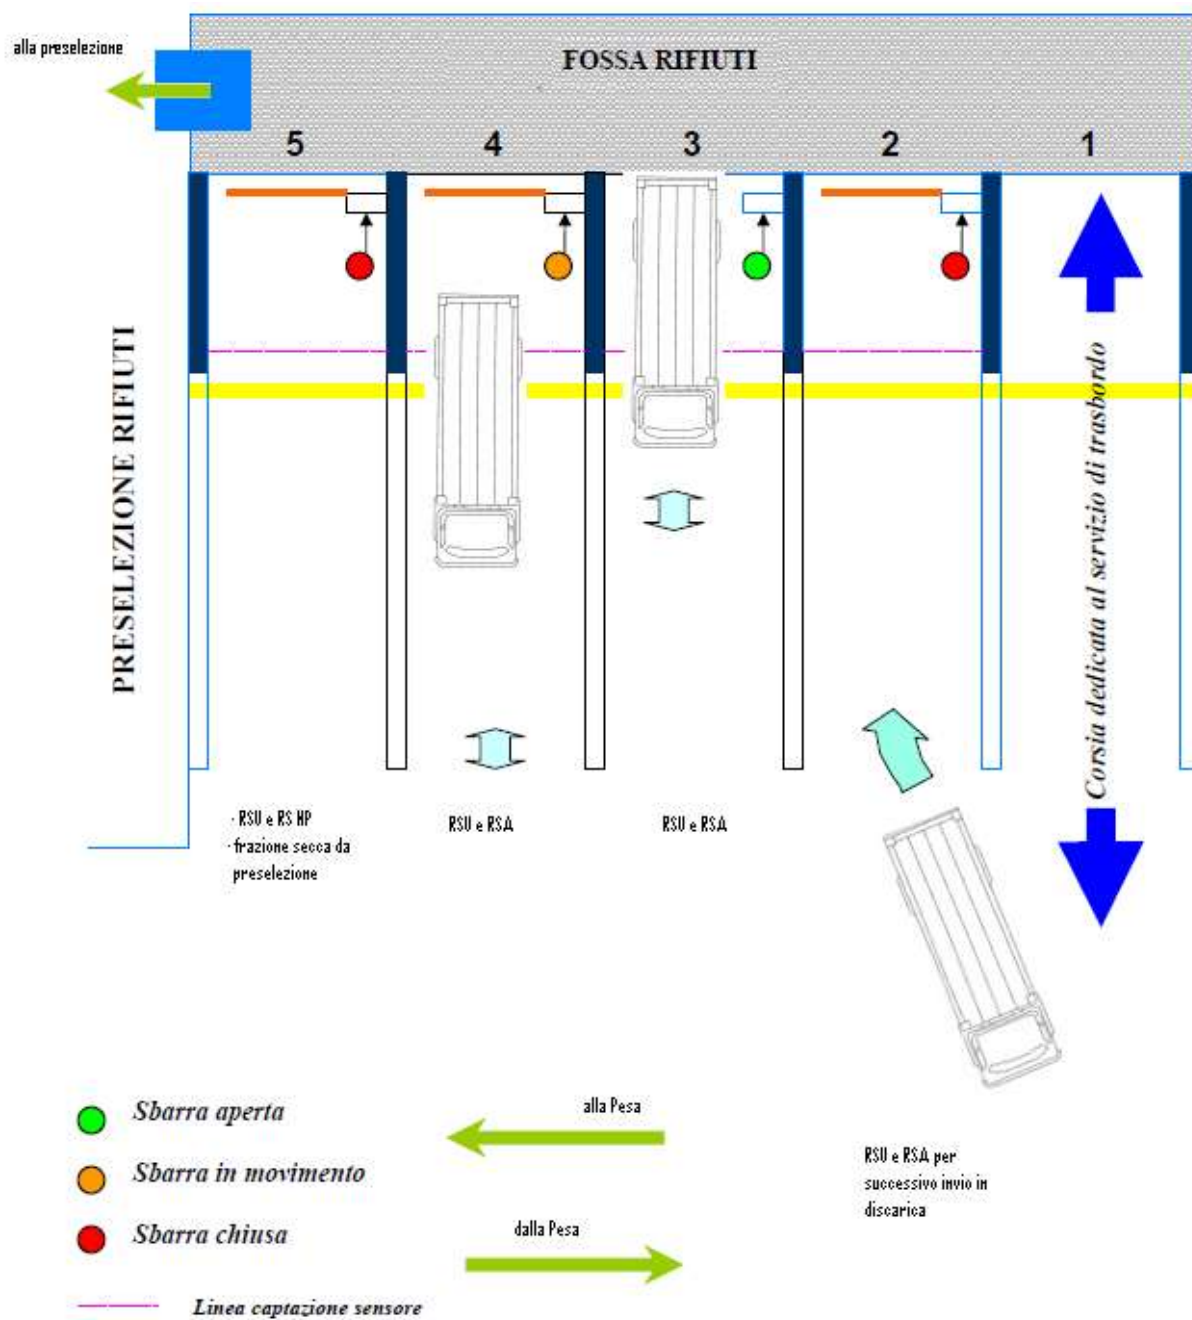 alla preselezione
FOSSA RIFIUTI
5 4 3 2 1
PRESELEZIONE RIFIUTI
Corsia dedicata al servizio di trasbordo
· RSU e RS NP
· frazione secca da
preselezione
RSU e RSA
RSU e RSA
Sbarra aperta
Sbarra in movimento
Sbarra chiusa
Linea captazione sensore
alla Pesa
dalla Pesa
RSU e RSA per
successivo invio in
discarica